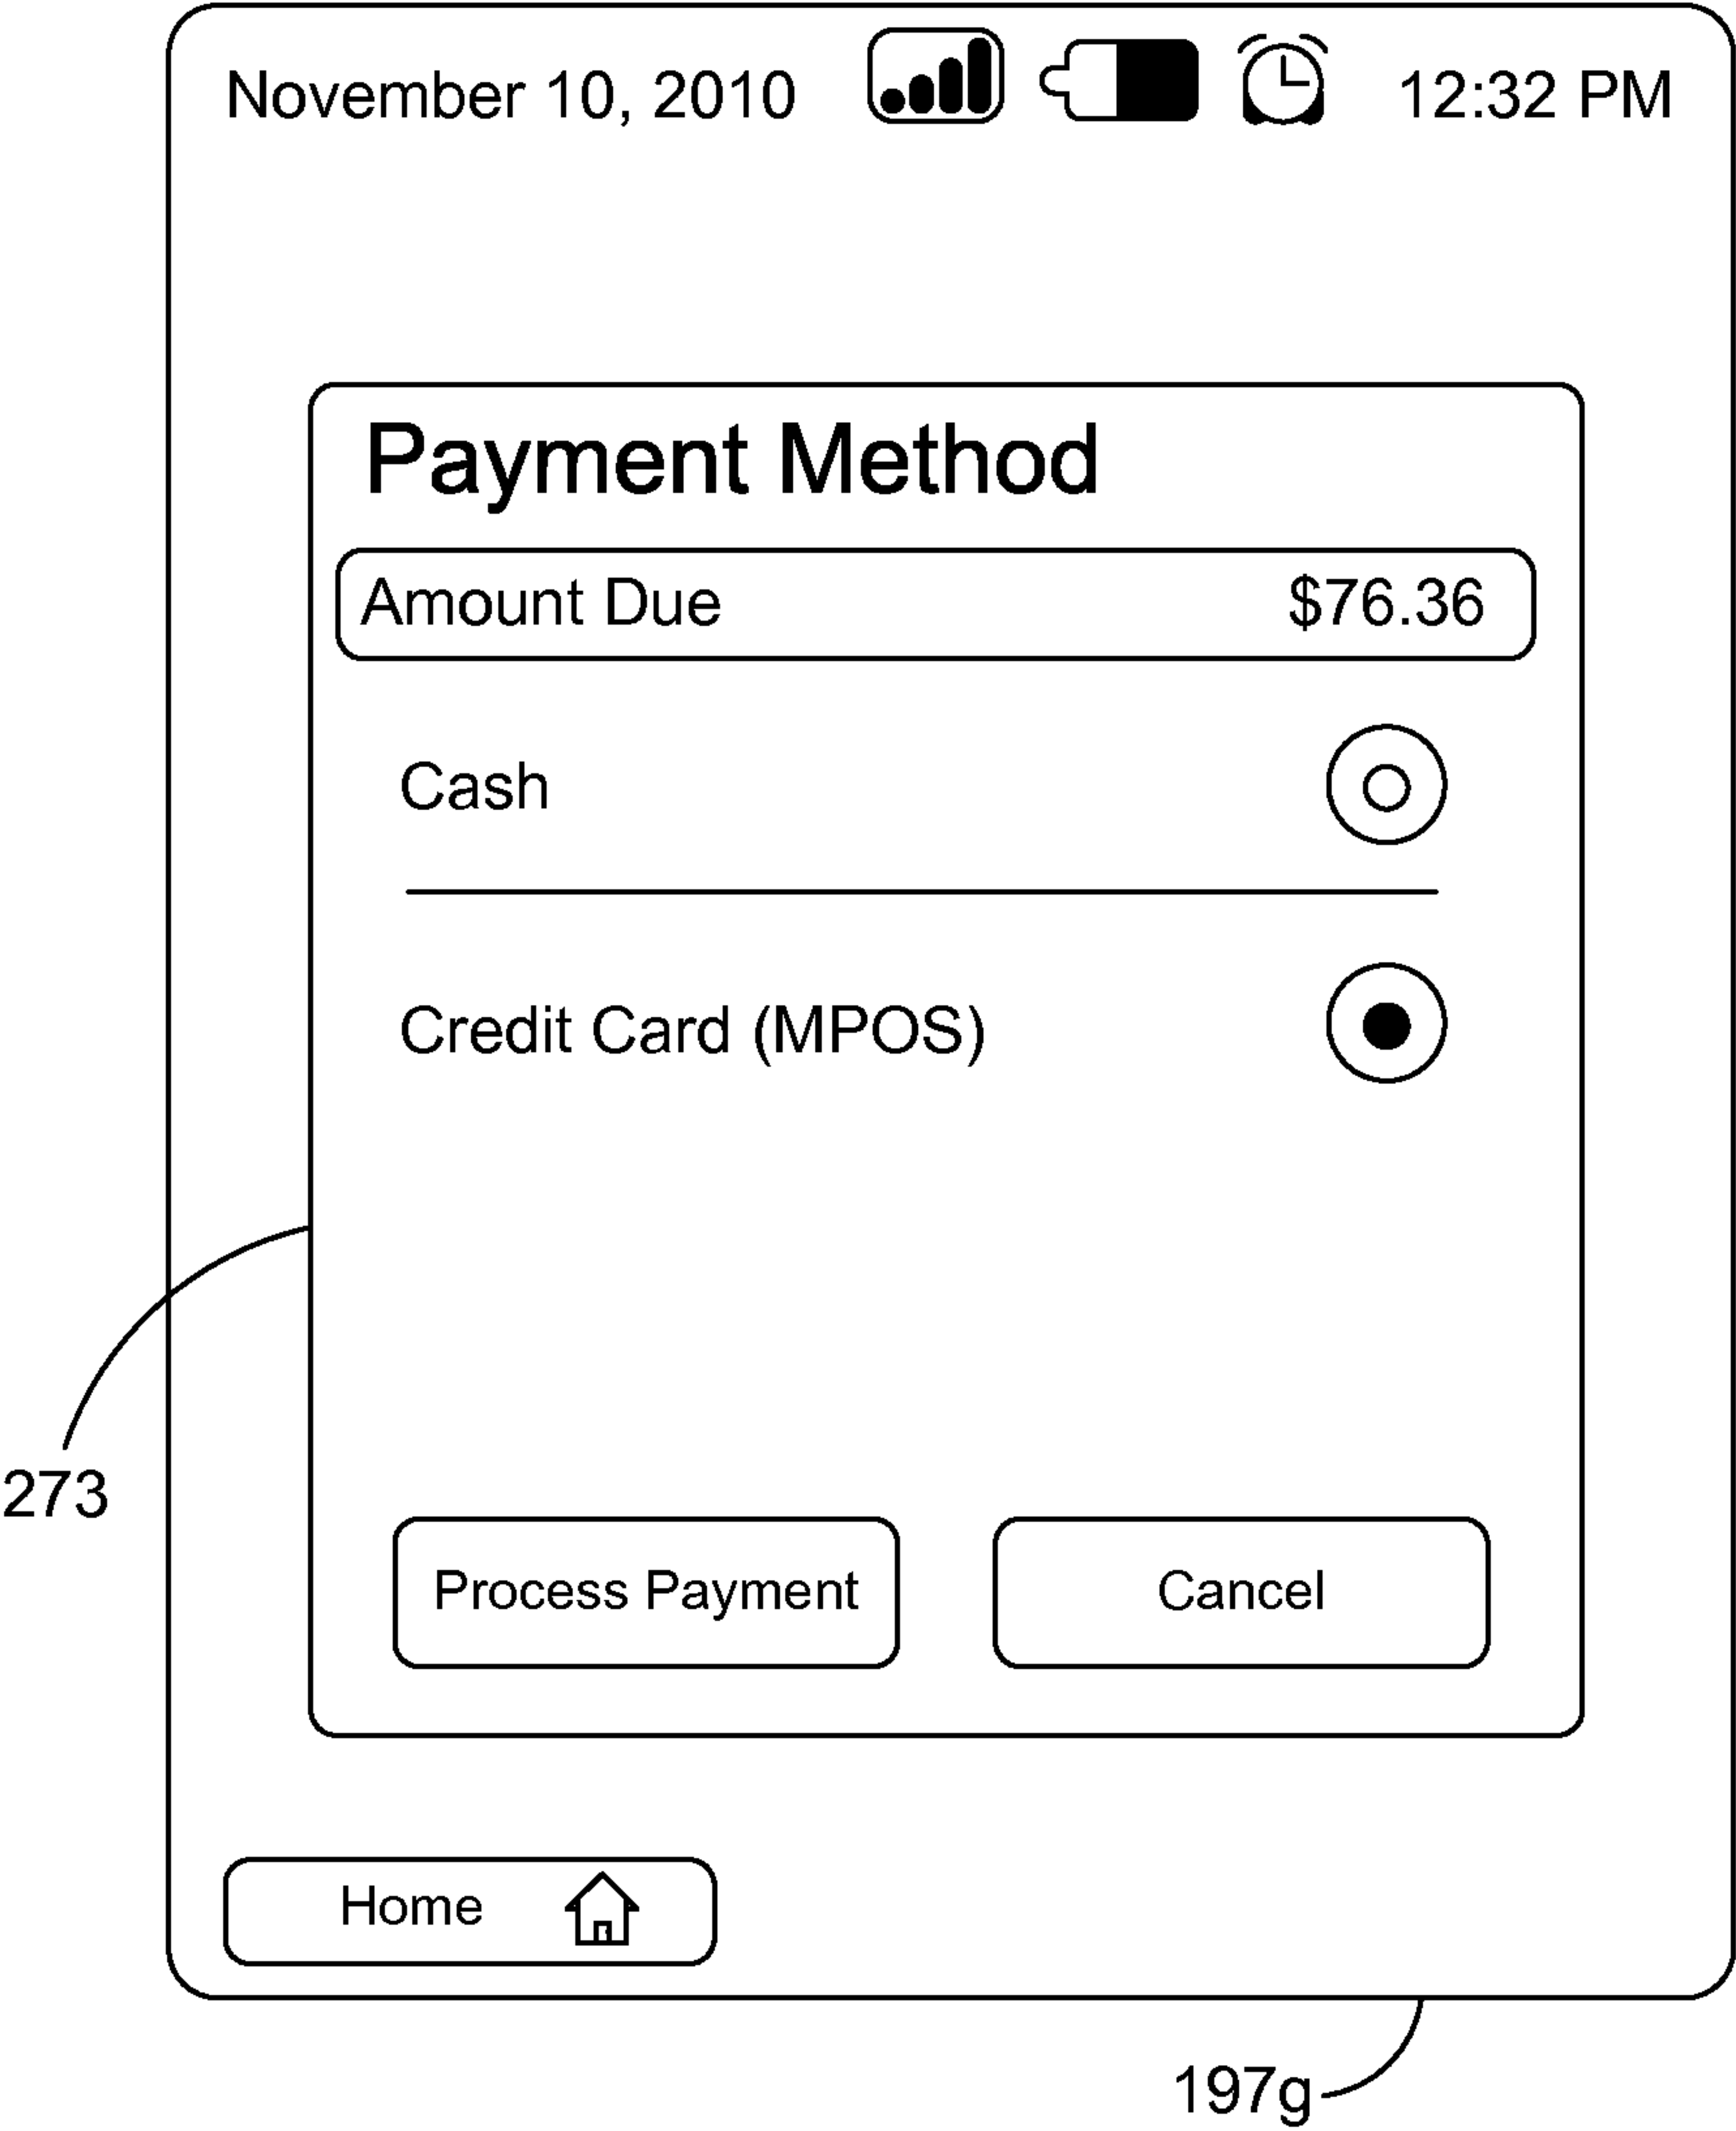 November 10, 2010 12:32 PM
Payment Method
Amount Due $76.36
Cash
Credit Card (MPOS)
273
Process Payment Cancel
Home
197g